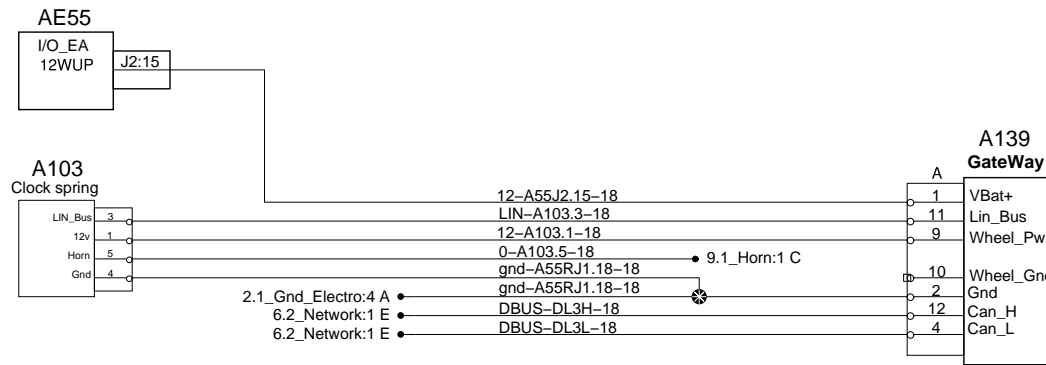 AE55
I/O_EA
12WUP
J2:15
A139
GateWay
A103
Clock spring
A
12–A55J2.15–18
1
VBat+
LIN_Bus
3
LIN–A103.3–18
11
Lin_Bus
12v
1
12–A103.1–18
9
Wheel_Pw
Horn
5
0–A103.5–18
9.1_Horn:1 C
Gnd
4
gnd–A55RJ1.18–18
10
Wheel_Gn
2.1_Gnd_Electro:4 A
gnd–A55RJ1.18–18
2
Gnd
6.2_Network:1 E
DBUS–DL3H–18
12
Can_H
6.2_Network:1 E
DBUS–DL3L–18
4
Can_L